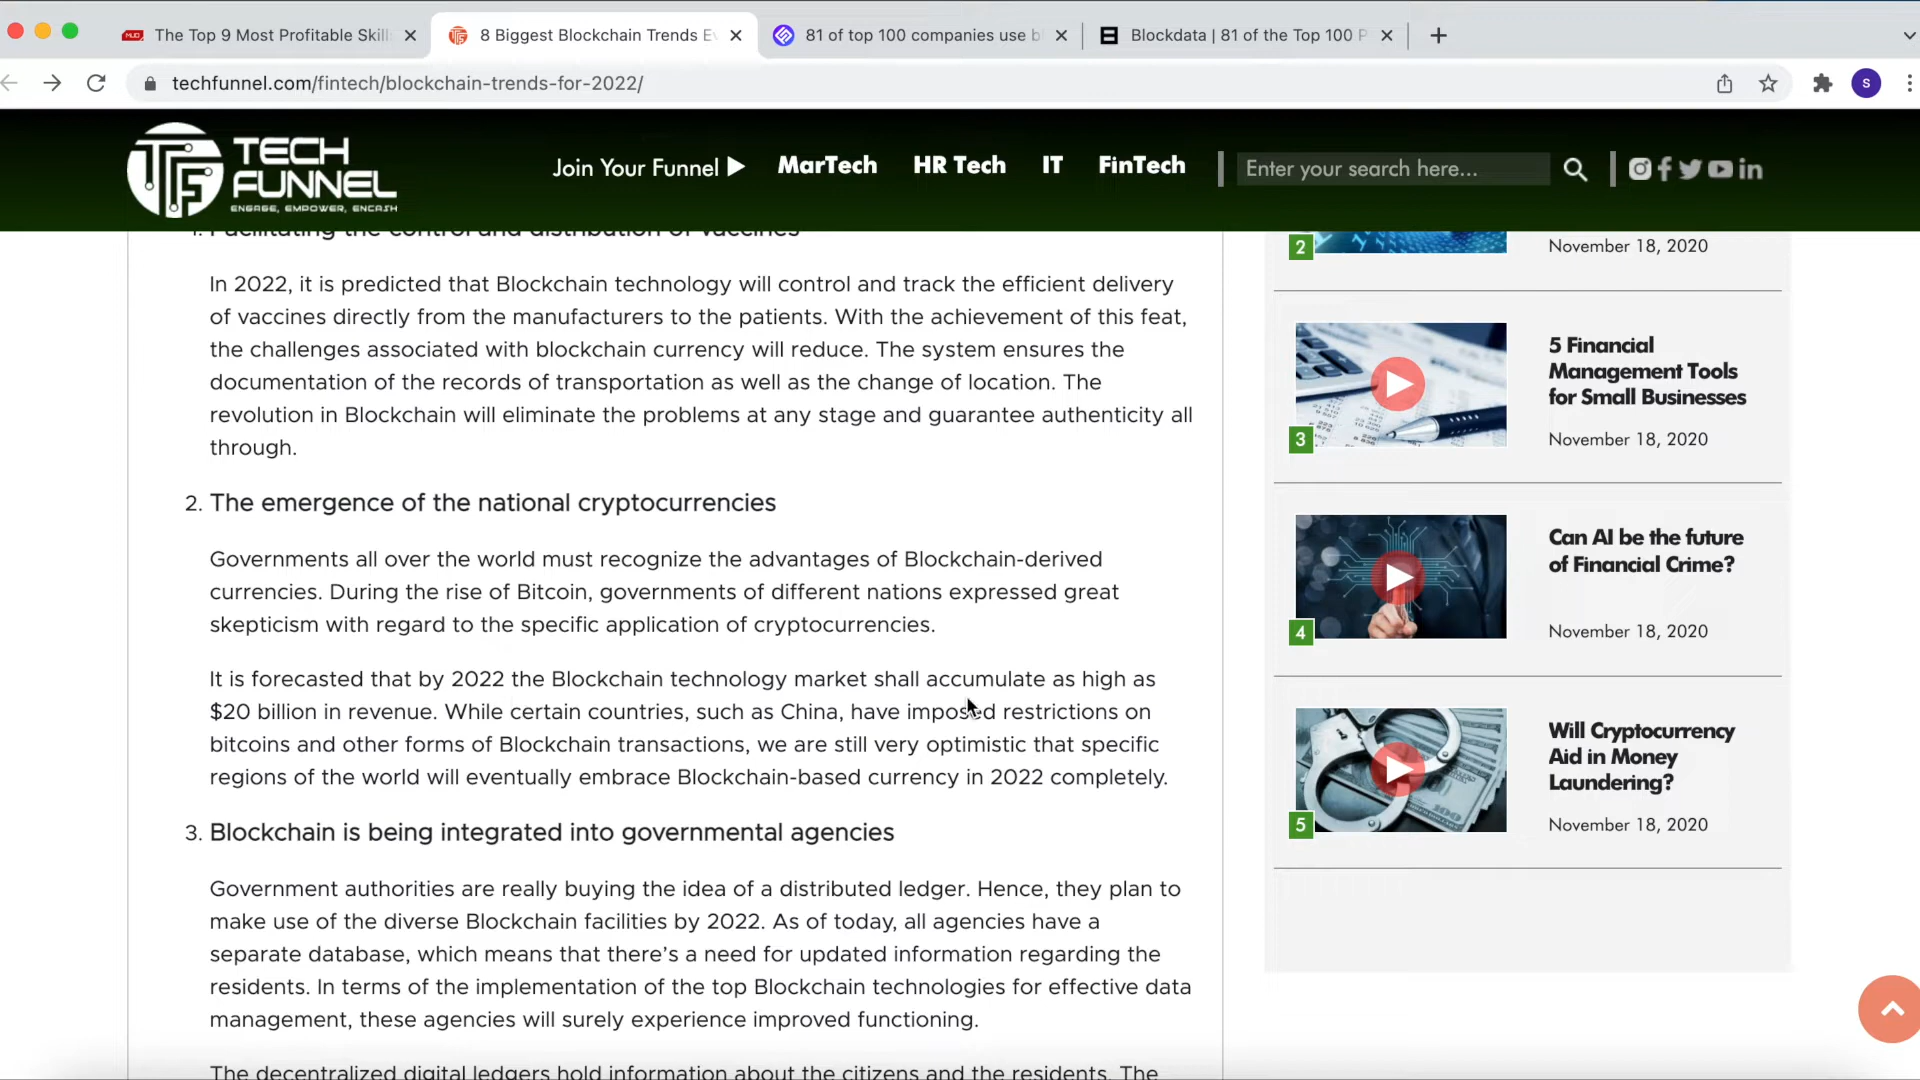 The Top 9 Most Profitable Skill
8 Biggest Blockchain Trends Ev
81 of top 100 companies use bl
Blockdata | 81 of the Top 100 P
techfunnel.com/fintech/blockchain-trends-for-2022/
S
TECH
FUNNEL
ENGAGE, EMPOWER, ENCASH
Join Your Funnel
MarTech
HR Tech
IT
FinTech
Enter your search here...
1. Facilitating the control and distribution of vaccines
In 2022, it is predicted that Blockchain technology will control and track the efficient delivery
of vaccines directly from the manufacturers to the patients. With the achievement of this feat,
the challenges associated with blockchain currency will reduce. The system ensures the
documentation of the records of transportation as well as the change of location. The
revolution in Blockchain will eliminate the problems at any stage and guarantee authenticity all
through.
2. The emergence of the national cryptocurrencies
Governments all over the world must recognize the advantages of Blockchain-derived
currencies. During the rise of Bitcoin, governments of different nations expressed great
skepticism with regard to the specific application of cryptocurrencies.
It is forecasted that by 2022 the Blockchain technology market shall accumulate as high as
$20 billion in revenue. While certain countries, such as China, have imposed restrictions on
bitcoins and other forms of Blockchain transactions, we are still very optimistic that specific
regions of the world will eventually embrace Blockchain-based currency in 2022 completely.
3. Blockchain is being integrated into governmental agencies
Government authorities are really buying the idea of a distributed ledger. Hence, they plan to
make use of the diverse Blockchain facilities by 2022. As of today, all agencies have a
separate database, which means that there's a need for updated information regarding the
residents. In terms of the implementation of the top Blockchain technologies for effective data
management, these agencies will surely experience improved functioning.
The decentralized digital ledgers hold information about the citizens and the residents. The
2
November 18, 2020
3
5 Financial
Management Tools
for Small Businesses
November 18, 2020
4
Can AI be the future
of Financial Crime?
November 18, 2020
5
Will Cryptocurrency
Aid in Money
Laundering?
November 18, 2020